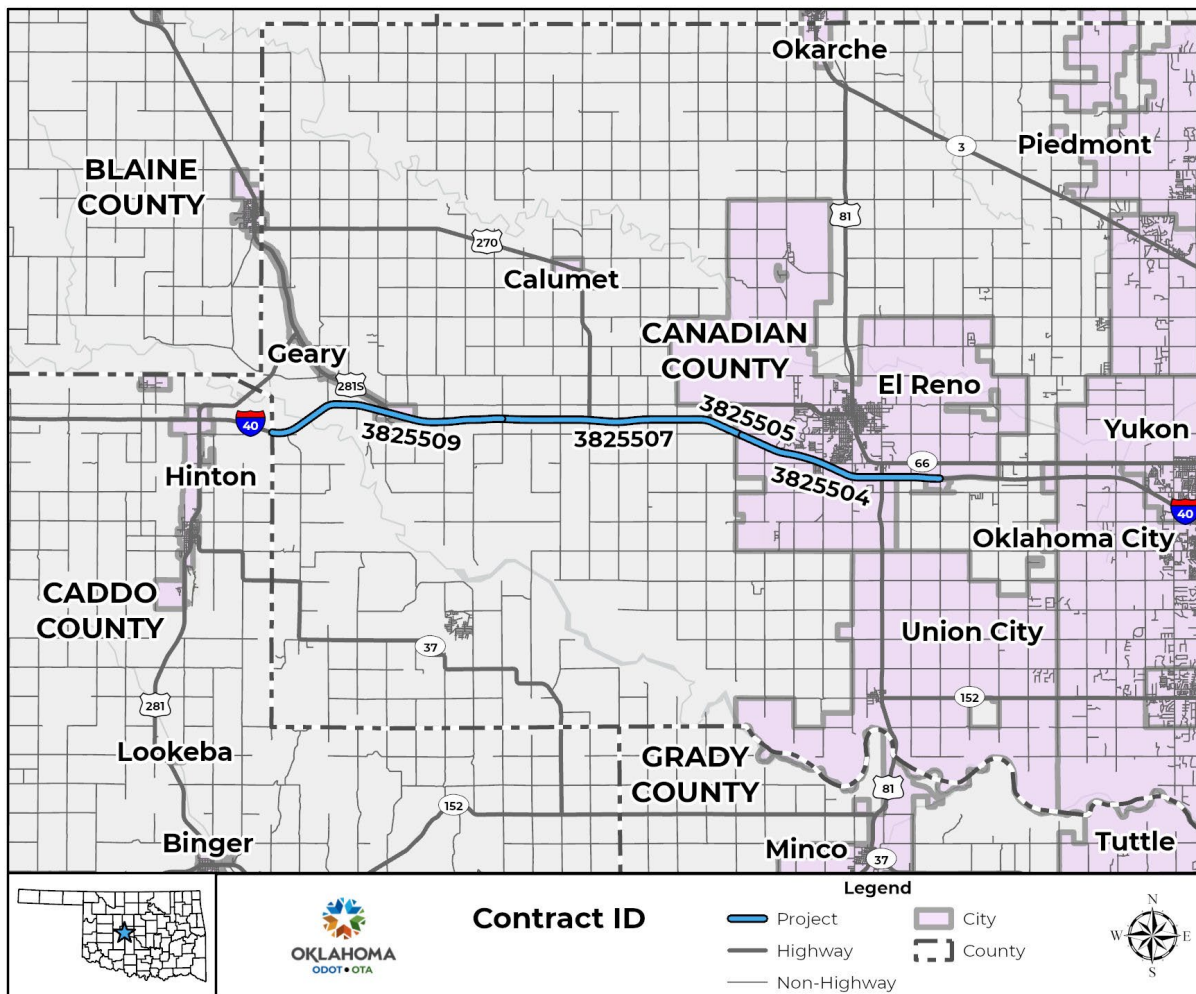 Okarche
3
Piedmont
BLAINE
COUNTY
81
270
Calumet
CANADIAN
COUNTY
Geary
281S
El Reno
3825505
40
3825509
3825507
Yukon
66
Hinton
3825504
40
Oklahoma City
CADDO
COUNTY
Union City
37
281
152
Lookeba
GRADY
COUNTY
81
152
Binger
Minco
37
Tuttle
OKLAHOMA
ODOT • OTA
Contract ID
Legend
Project
Highway
Non-Highway
City
County
N
W
E
S